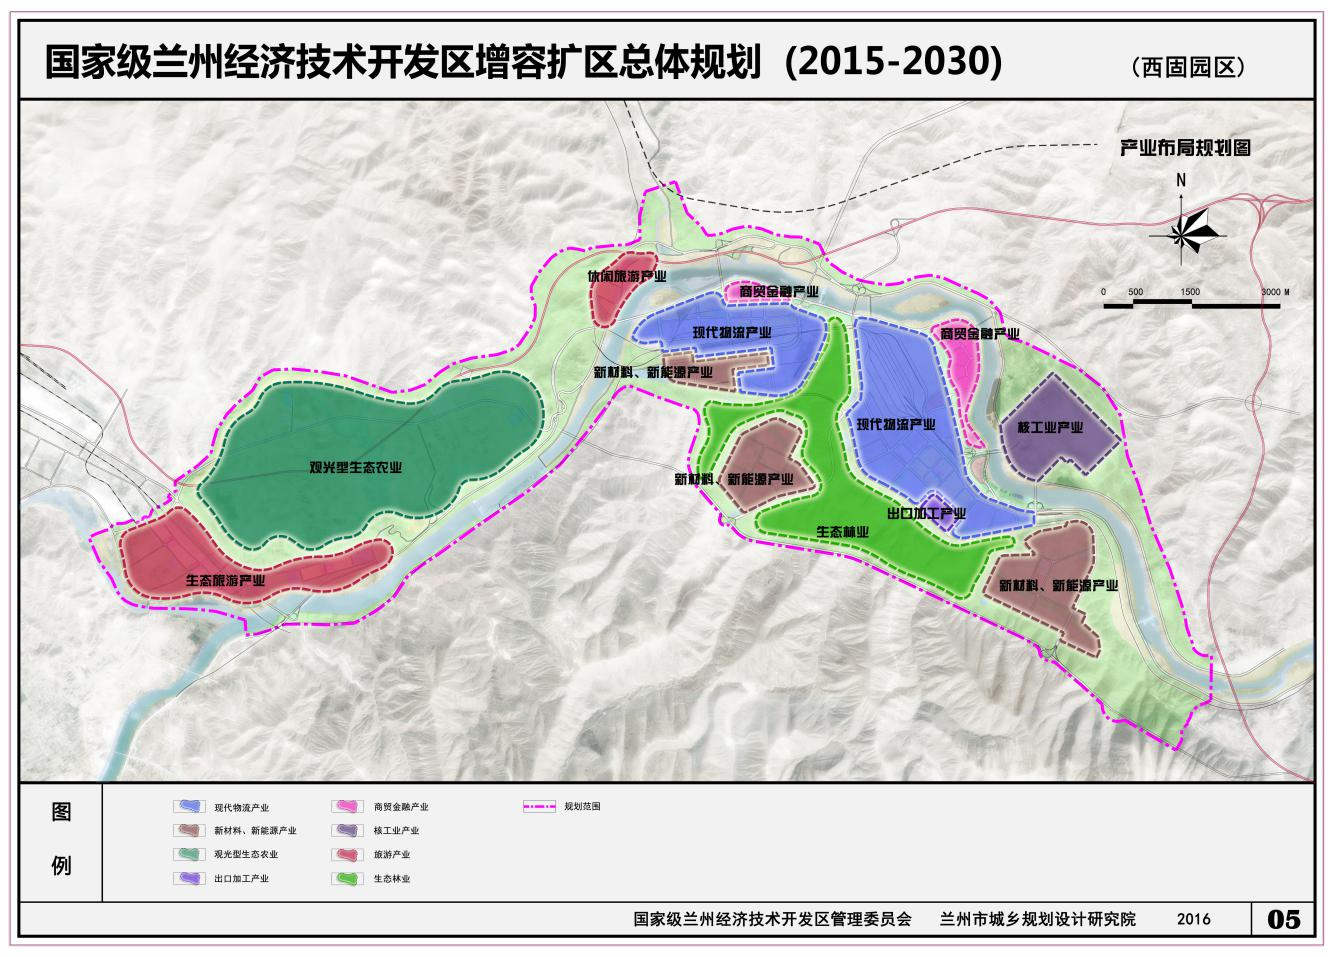 国家级兰州经济技术开发区增容扩区总体规划 (2015-2030)
(西固园区)
产业布局规划图
N
0 500 1500 3000 M
休闲旅游产业
商贸金融产业
现代物流产业
商贸金融产业
新材料、新能源产业
现代物流产业
核工业产业
观光型生态农业
新材料、新能源产业
出口加工产业
生态林业
生态旅游产业
新材料、新能源产业
图例
现代物流产业
商贸金融产业
规划范围
新材料、新能源产业
核工业产业
观光型生态农业
旅游产业
出口加工产业
生态林业
国家级兰州经济技术开发区管理委员会 兰州市城乡规划设计研究院 2016 05